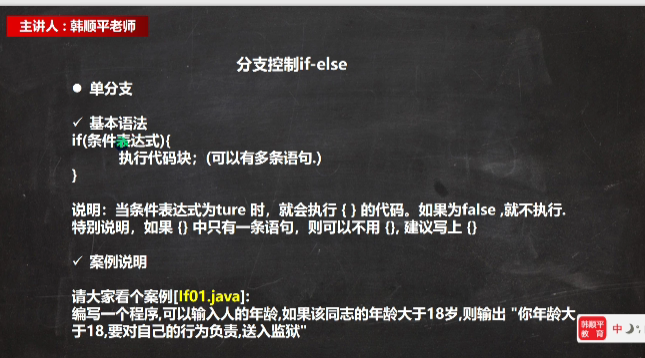 主讲人：韩顺平老师
分支控制if-else
● 单分支
✓ 基本语法
if(条件表达式){
执行代码块；(可以有多条语句.)
}
说明：当条件表达式为ture 时，就会执行 { } 的代码。如果为false ,就不执行.
特别说明，如果 {} 中只有一条语句，则可以不用 {}, 建议写上 {}
✓ 案例说明
请大家看个案例[If01.java]:
编写一个程序,可以输入人的年龄,如果该同志的年龄大于18岁,则输出 "你年龄大
于18,要对自己的行为负责,送入监狱"
韩顺平
教 育
中